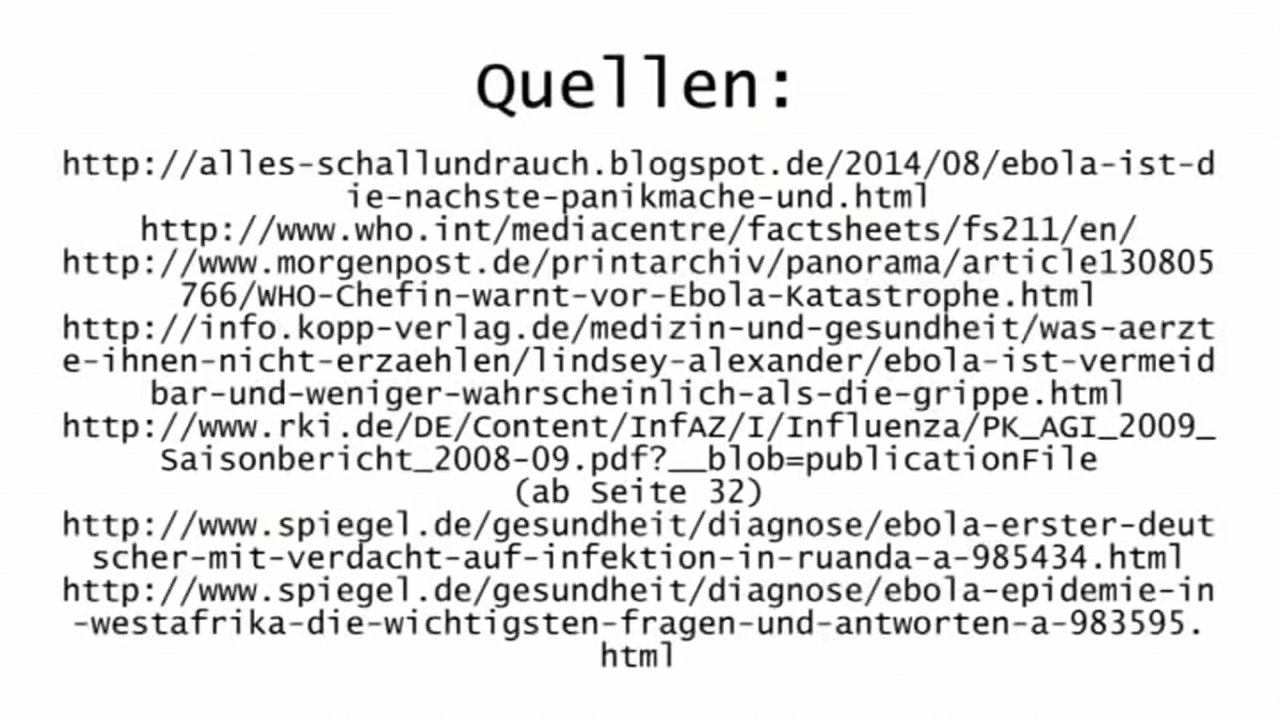 Quellen:
http://alles-schallundrauch.blogspot.de/2014/08/ebola-ist-d
ie-nachste-panikmache-und.html
http://www.who.int/mediacentre/factsheets/fs211/en/
http://www.morgenpost.de/printarchiv/panorama/article130805
766/WHO-Chefin-warnt-vor-Ebola-Katastrophe.html
http://info.kopp-verlag.de/medizin-und-gesundheit/was-aerzt
e-ihnen-nicht-erzaehlen/lindsey-alexander/ebola-ist-vermeid
bar-und-weniger-wahrscheinlich-als-die-grippe.html
http://www.rki.de/DE/Content/InfAZ/I/Influenza/PK_AGI_2009_
Saisonbericht_2008-09.pdf?__blob=publicationFile
(ab Seite 32)
http://www.spiegel.de/gesundheit/diagnose/ebola-erster-deut
scher-mit-verdacht-auf-infektion-in-ruanda-a-985434.html
http://www.spiegel.de/gesundheit/diagnose/ebola-epidemie-in
-westafrika-die-wichtigsten-fragen-und-antworten-a-983595.
html